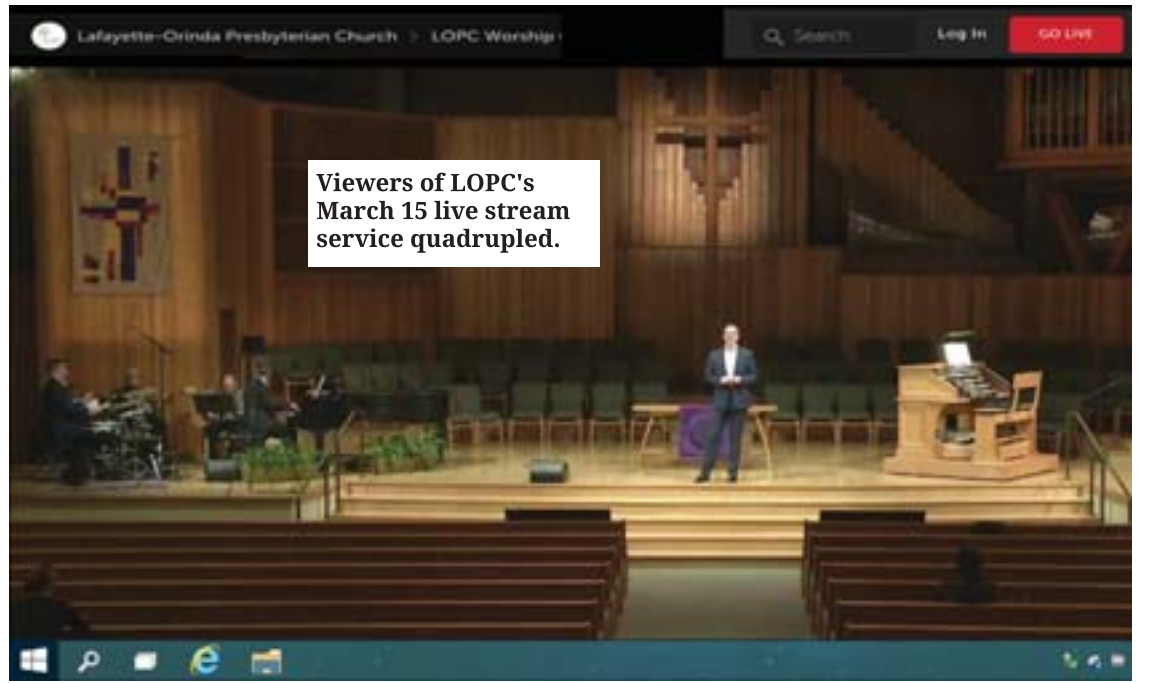 Lafayette-Orinda Presbyterian Church > LOPC Worship
Search
Log In
GO LIVE
Viewers of LOPC's
March 15 live stream
service quadrupled.